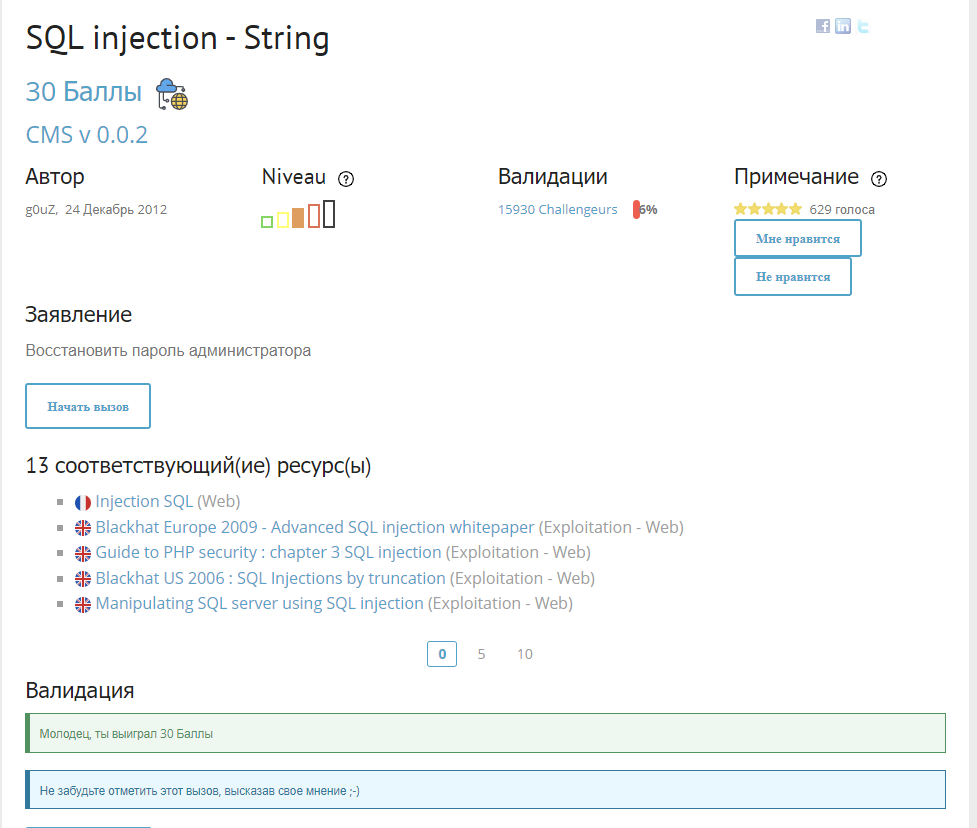 SQL injection - String
30 Баллы
CMS v 0.0.2
Автор Niveau ? Валидации Примечание ?
g0uZ, 24 Декабрь 2012 15930 Challengeurs 6% 629 голоса
Мне нравится
Не нравится
Заявление
Восстановить пароль администратора
Начать вызов
13 соответствующий(ие) ресурс(ы)
Injection SQL (Web)
Blackhat Europe 2009 - Advanced SQL injection whitepaper (Exploitation - Web)
Guide to PHP security : chapter 3 SQL injection (Exploitation - Web)
Blackhat US 2006 : SQL Injections by truncation (Exploitation - Web)
Manipulating SQL server using SQL injection (Exploitation - Web)
0 5 10
Валидация
Молодец, ты выиграл 30 Баллы
Не забудьте отметить этот вызов, высказав свое мнение ;-)